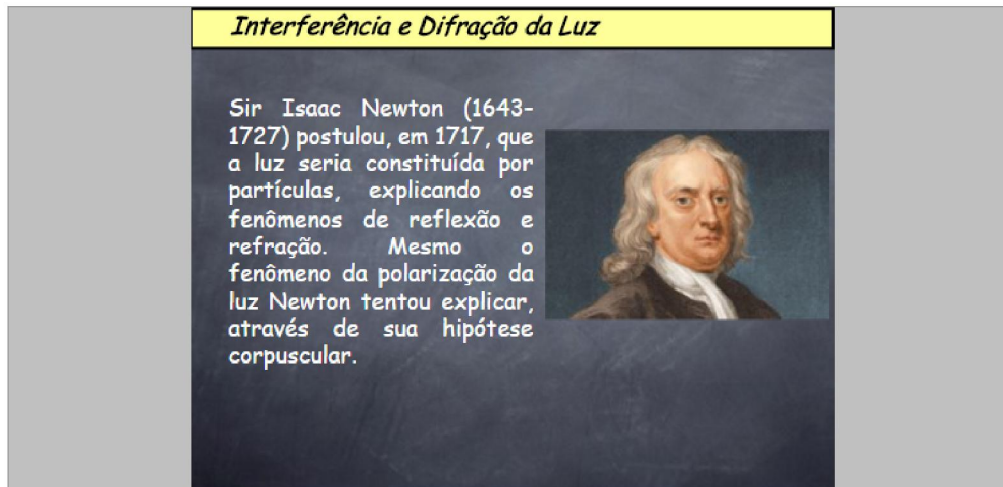 Interferência e Difração da Luz
Sir Isaac Newton (1643-
1727) postulou, em 1717, que
a luz seria constituída por
partículas, explicando os
fenômenos de reflexão e
refração. Mesmo o
fenômeno da polarização da
luz Newton tentou explicar,
através de sua hipótese
corpuscular.